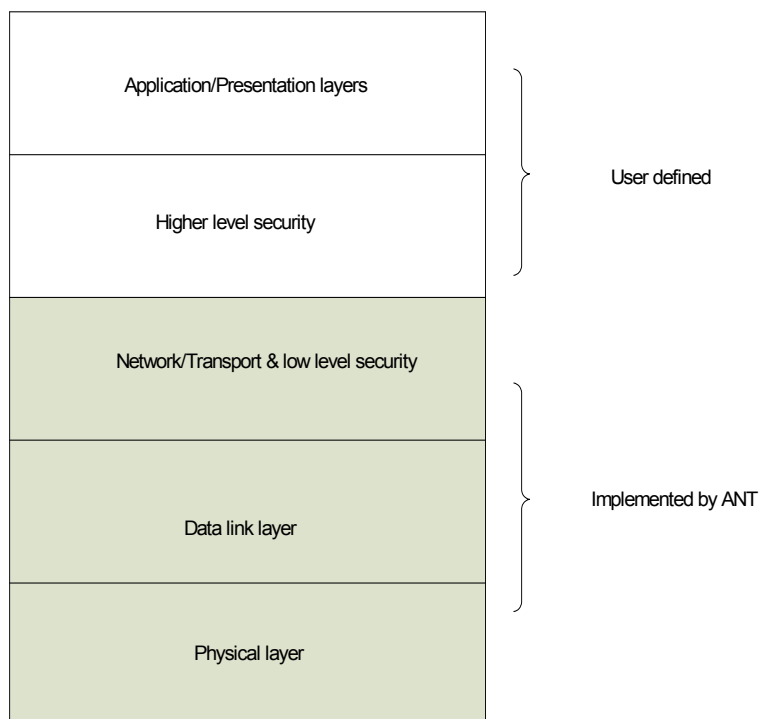 Application/Presentation layers
User defined
Higher level security
Network/Transport & low level security
Implemented by ANT
Data link layer
Physical layer